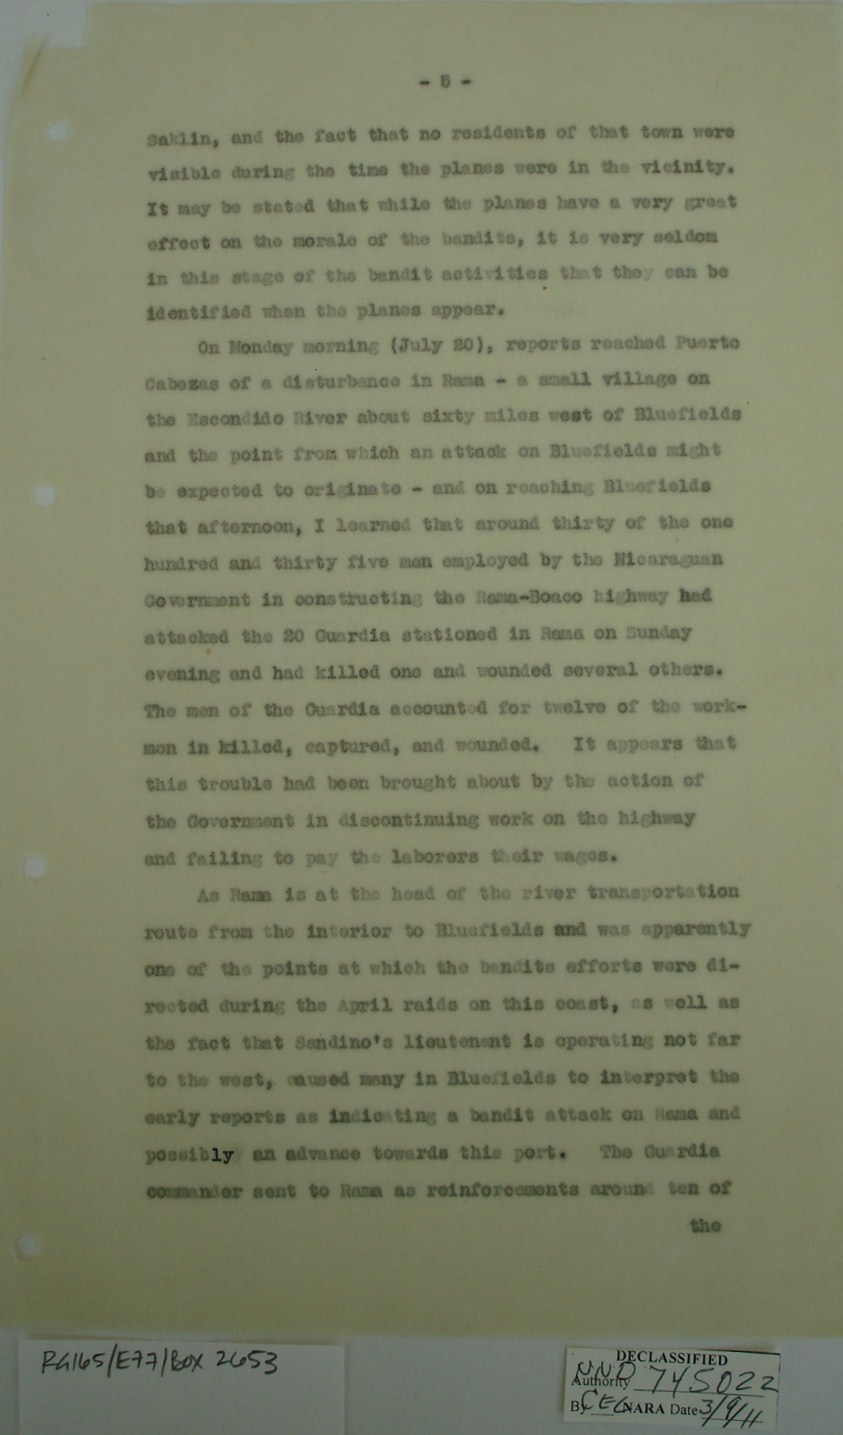 - 5 -
Saklin, and the fact that no residents of that town were
visible during the time the planes were in the vicinity.
It may be stated that while the planes have a very great
effect on the morale of the bandits, it is very seldom
in this stage of the bandit activities that they can be
identified when the planes appear.
On Monday morning (July 20), reports reached Puerto
Cabezas of a disturbance in Rama - a small village on
the Escondido River about sixty miles west of Bluefields
and the point from which an attack on Bluefields might
be expected to originate - and on reaching Bluefields
that afternoon, I learned that around thirty of the one
hundred and thirty five men employed by the Nicaraguan
Government in constructing the Rama-Boaco highway had
attacked the 20 Guardia stationed in Rama on Sunday
evening and had killed one and wounded several others.
The men of the Guardia accounted for twelve of the work-
men in killed, captured, and wounded. It appears that
this trouble had been brought about by the action of
the Government in discontinuing work on the highway
and failing to pay the laborers their wages.
As Rama is at the head of the river transportation
route from the interior to Bluefields and was apparently
one of the points at which the bandits efforts were di-
rected during the April raids on this coast, as well as
the fact that Sandino's lieutenant is operating not far
to the west, caused many in Bluefields to interpret the
early reports as indicating a bandit attack on Rama and
possibly an advance towards this port. The Guardia
commander sent to Rama as reinforcements around ten of
the
RG165/E77/BOX 2653
DECLASSIFIED
Authority NND 745022
By CEG NARA Date 3/9/11